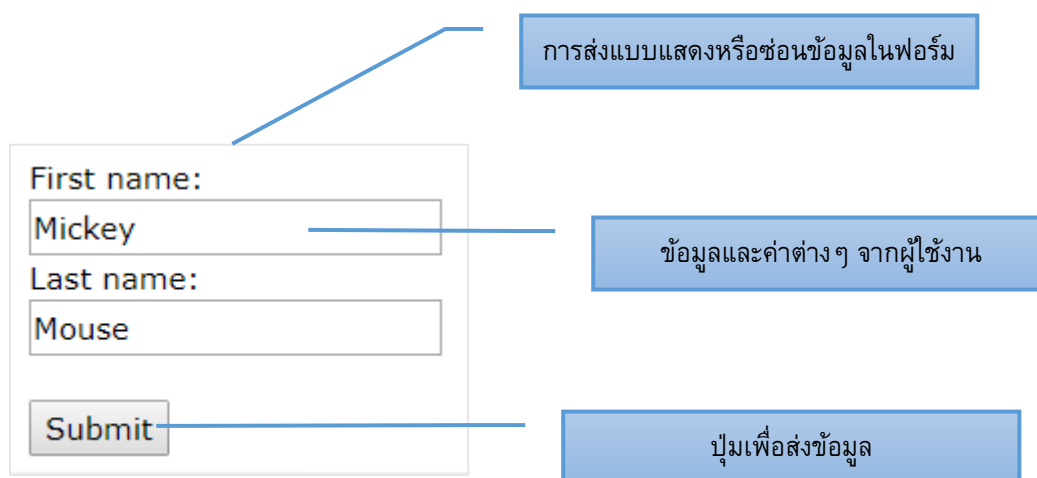 การส่งแบบแสดงหรือซ่อนข้อมูลในฟอร์ม
First name:
Mickey
ข้อมูลและค่าต่างๆ จากผู้ใช้งาน
Last name:
Mouse
Submit
ปุ่มเพื่อส่งข้อมูล